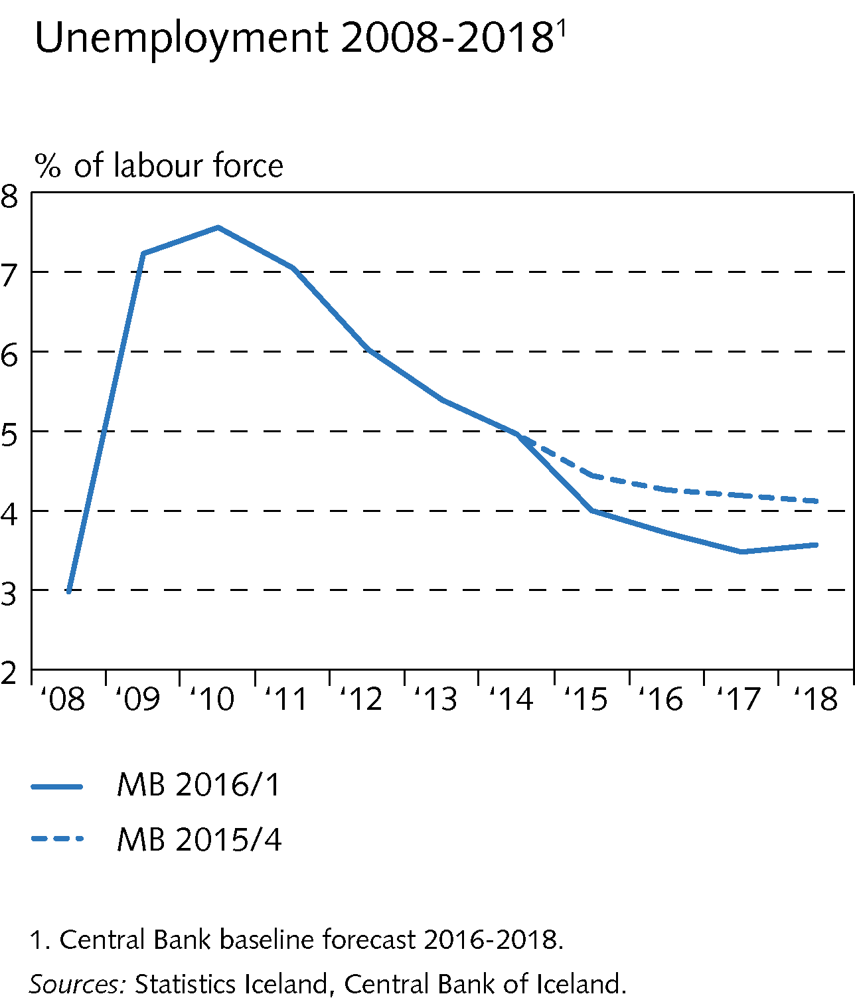 Unemployment 2008-2018¹
% of labour force
8
7
6
5
4
3
2
‘08 ‘09 ‘10 ‘11 ‘12 ‘13 ‘14 ‘15 ‘16 ‘17 ‘18
MB 2016/1
MB 2015/4
1. Central Bank baseline forecast 2016-2018.
Sources: Statistics Iceland, Central Bank of Iceland.